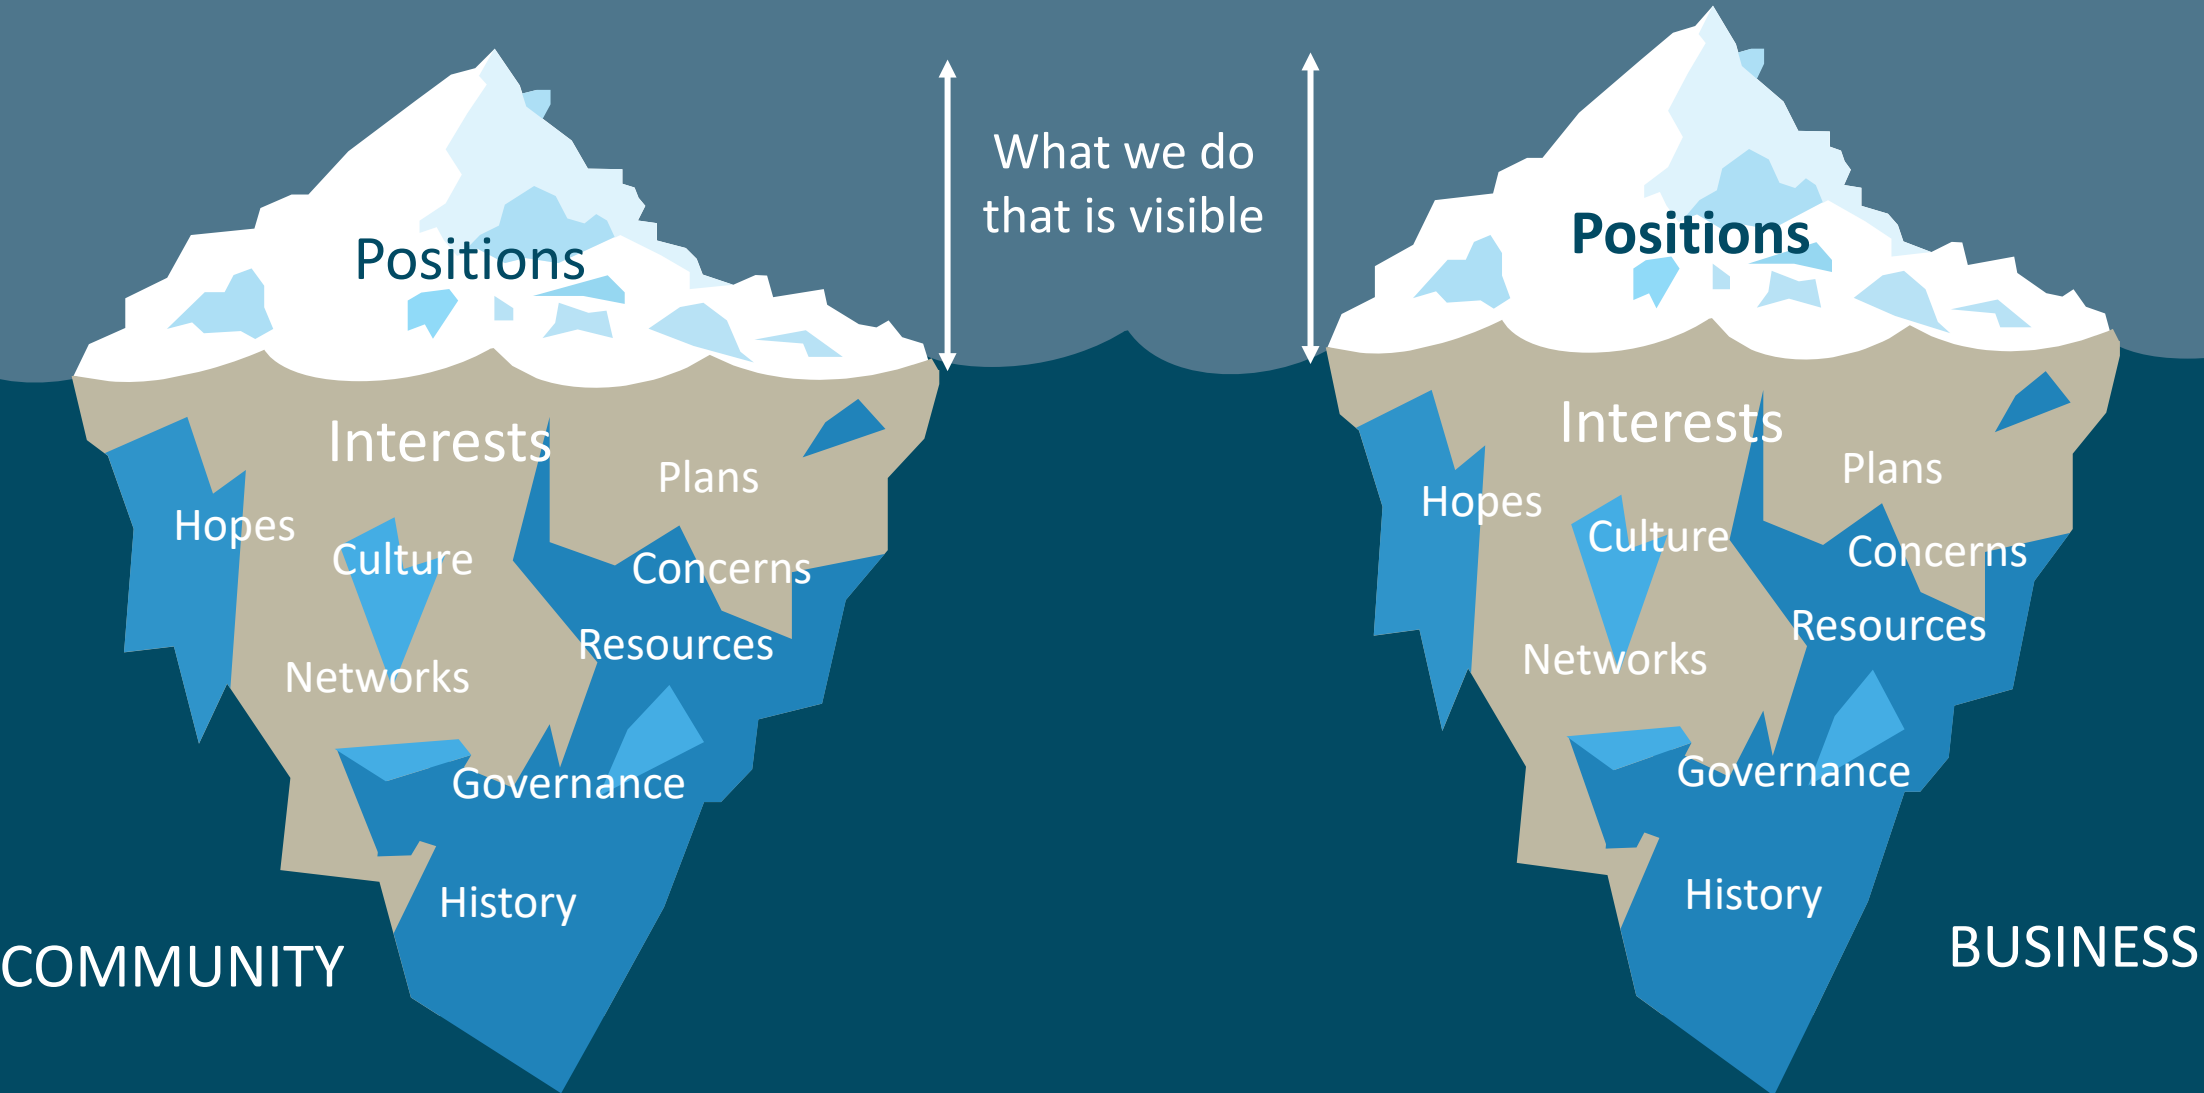 Positions
What we do
that is visible
Positions
Interests
Plans
Hopes
Culture
Concerns
Resources
Networks
Governance
History
COMMUNITY
Interests
Plans
Hopes
Culture
Concerns
Resources
Networks
Governance
History
BUSINESS